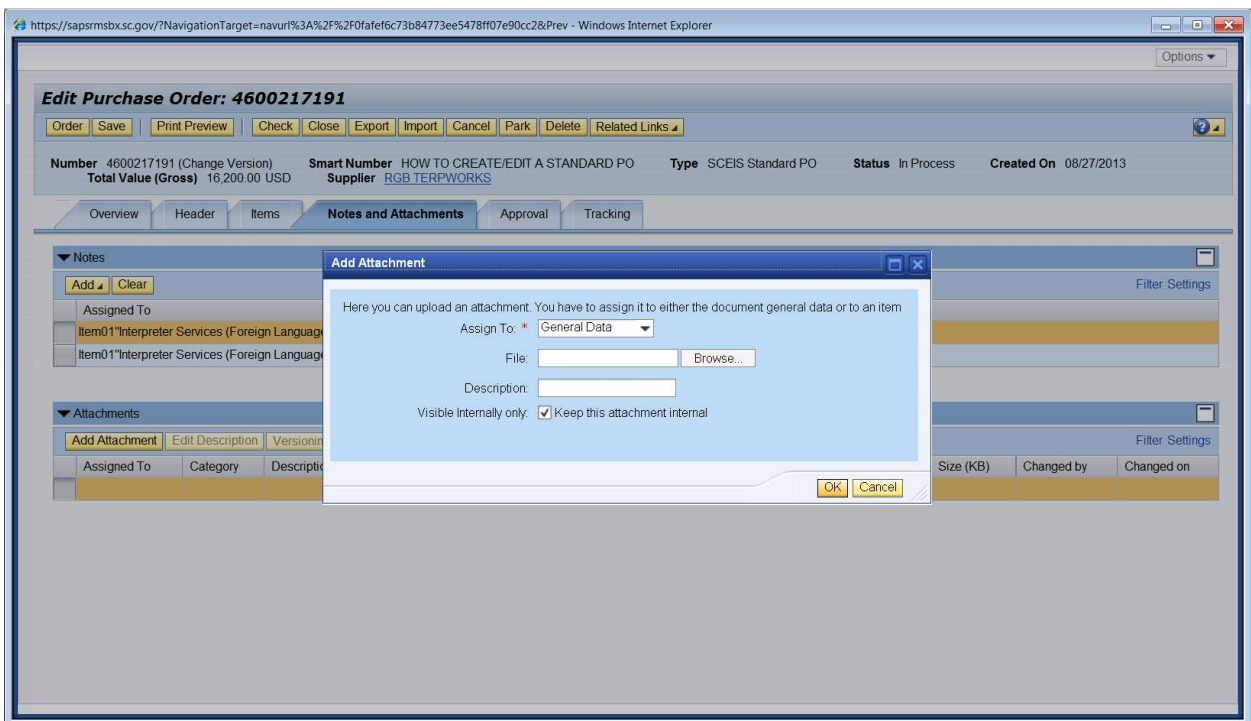 https://sapsrmsbx.sc.gov/?NavigationTarget=navurl%3A%2F%2F0fafef6c73b84773ee5478ff07e90cc2&Prev - Windows Internet Explorer
Options
Edit Purchase Order: 4600217191
Order Save Print Preview Check Close Export Import Cancel Park Delete Related Links
Number 4600217191 (Change Version) Smart Number HOW TO CREATE/EDIT A STANDARD PO Type SCEIS Standard PO Status In Process Created On 08/27/2013
Total Value (Gross) 16,200.00 USD Supplier RGB TERPWORKS
Overview Header Items Notes and Attachments Approval Tracking
Notes
Add Clear Filter Settings
Assigned To
Item01"Interpreter Services (Foreign Language
Item01"Interpreter Services (Foreign Language
Add Attachment
Here you can upload an attachment. You have to assign it to either the document general data or to an item
Assign To: * General Data
File: Browse...
Description:
Visible Internally only: Keep this attachment internal
OK Cancel
Attachments
Add Attachment Edit Description Versionin Filter Settings
Assigned To Category Descriptio Size (KB) Changed by Changed on